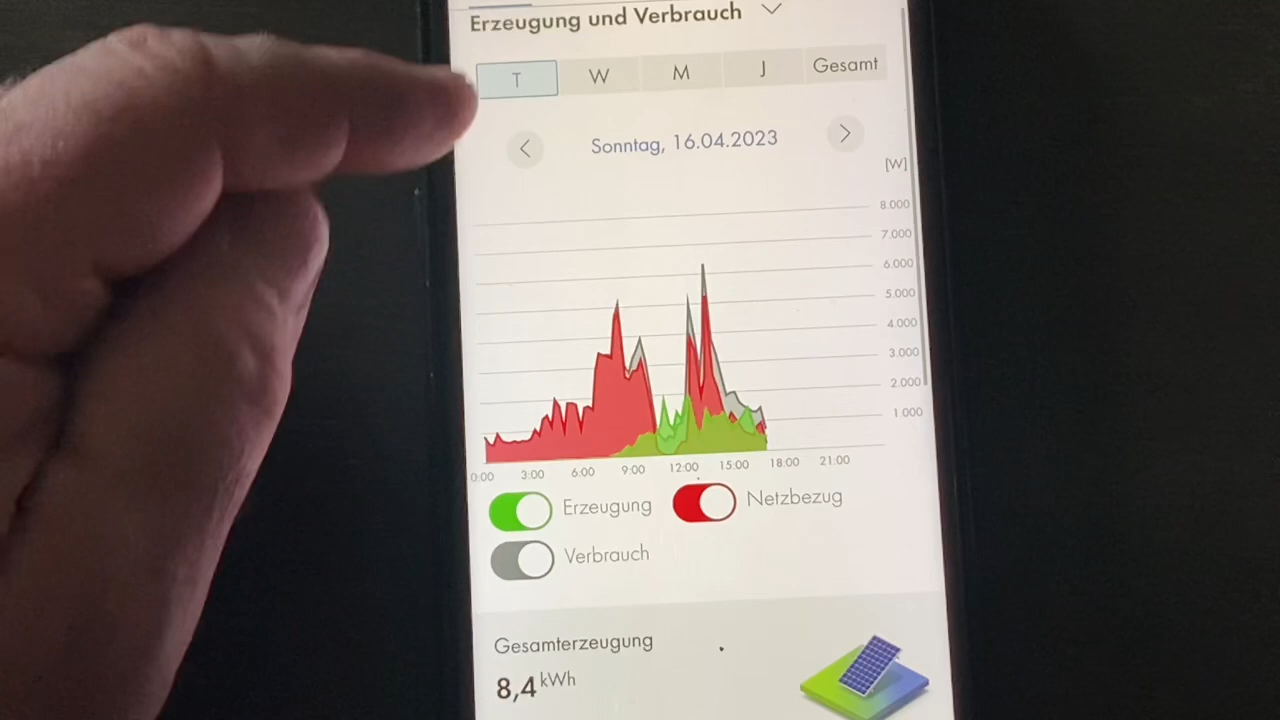 Erzeugung und Verbrauch
T W M J Gesamt
Sonntag, 16.04.2023
[W]
8.000
7.000
6.000
5.000
4.000
3.000
2.000
1.000
0:00 3:00 6:00 9:00 12:00 15:00 18:00 21:00
Erzeugung Netzbezug
Verbrauch
Gesamterzeugung
8,4 kWh